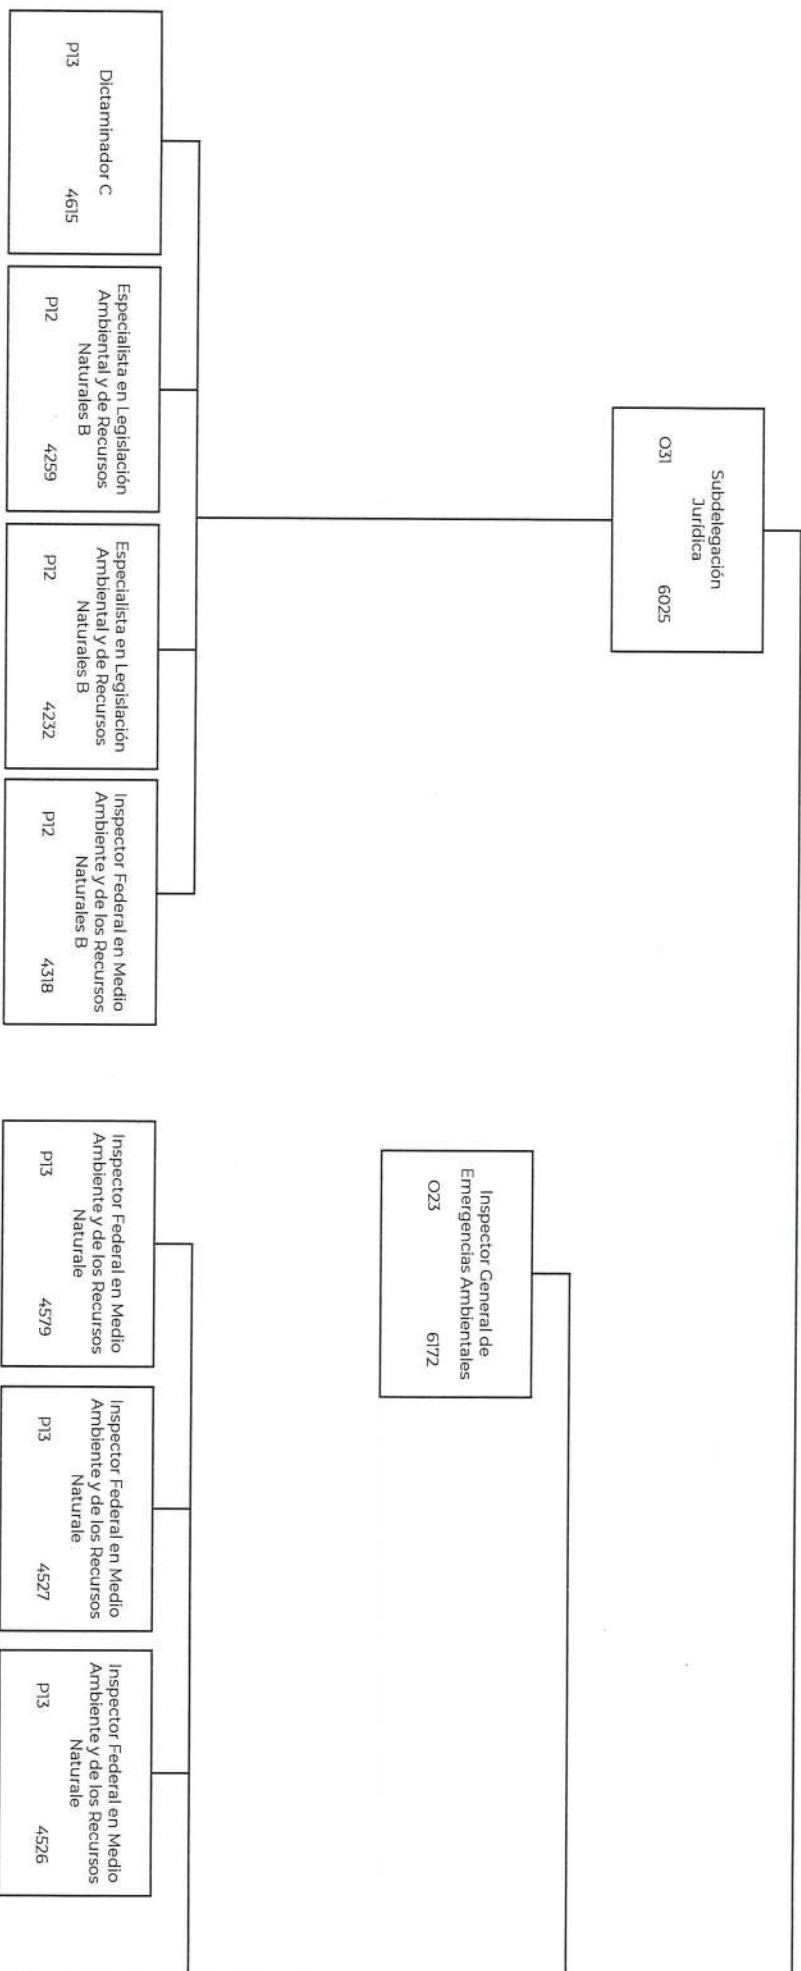 Subdelegación
Jurídica
O31 6025
Inspector General de
Emergencias Ambientales
O23 6172
Dictaminador C
P13 4615
Especialista en Legislación
Ambiental y de Recursos
Naturales B
P12 4259
Especialista en Legislación
Ambiental y de Recursos
Naturales B
P12 4232
Inspector Federal en Medio
Ambiente y de los Recursos
Naturales B
P12 4318
Inspector Federal en Medio
Ambiente y de los Recursos
Naturale
P13 4579
Inspector Federal en Medio
Ambiente y de los Recursos
Naturale
P13 4527
Inspector Federal en Medio
Ambiente y de los Recursos
Naturale
P13 4526